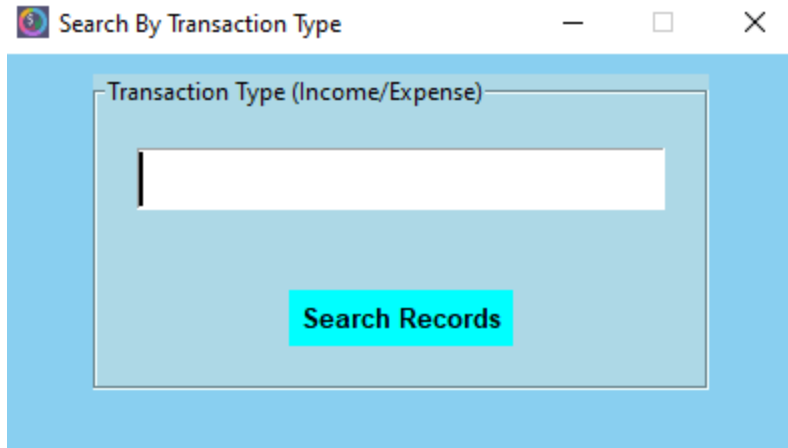 Search By Transaction Type
Transaction Type (Income/Expense)
Search Records